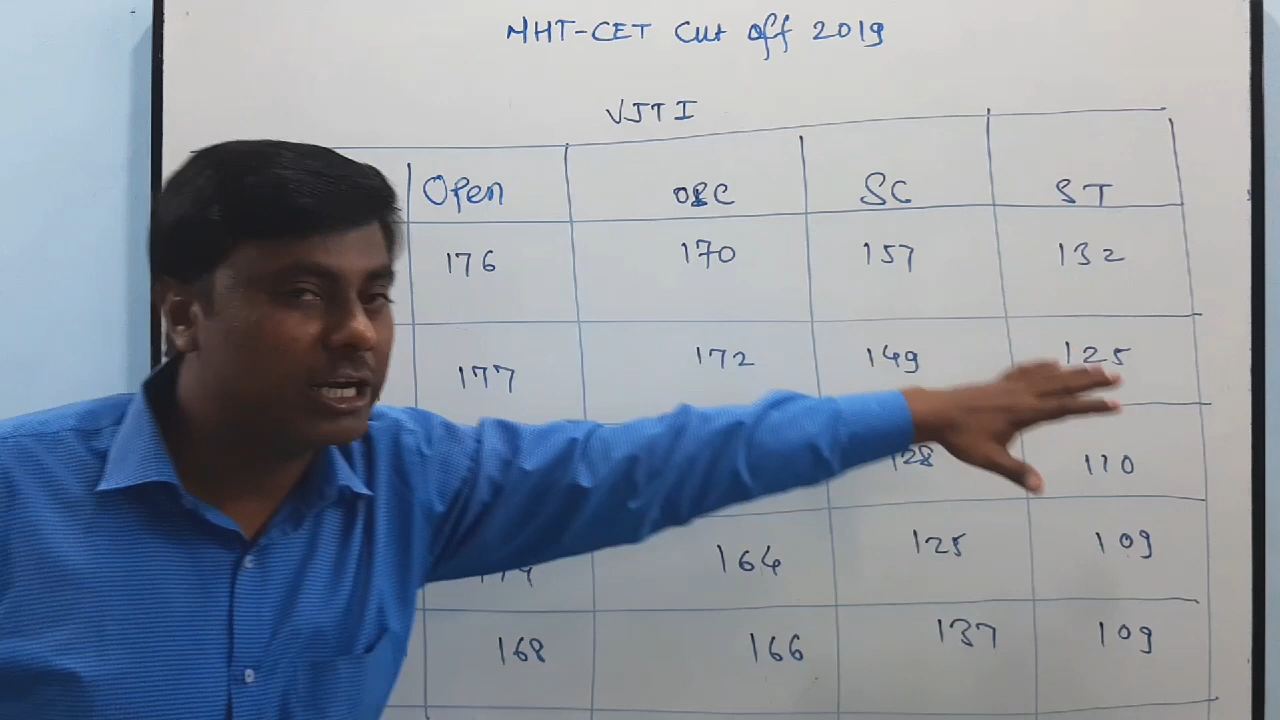 MHT-CET Cut off 2019
VJTI
Open OBC SC ST
176 170 157 132
177 172 149 125
128 110
164 125 109
168 166 137 109